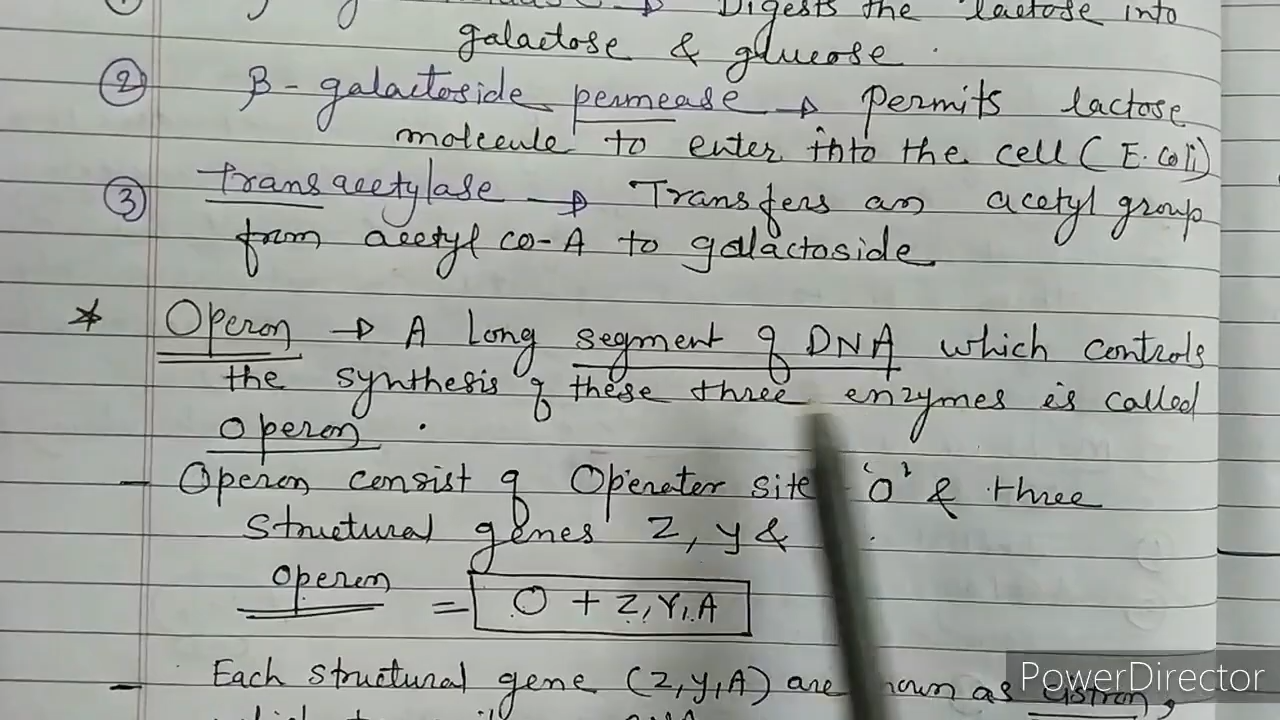 ① Digests the lactose into
galactose & glucose.
② β-galactoside permease → Permits lactose
molecule to enter into the cell (E. coli)
③ transacetylase → Transfers an acetyl group
from acetyl co-A to galactoside
* Operon → A Long segment of DNA which controls
the synthesis of these three enzymes is called
operon.
- Operon consist of Operater site 'O' & three
structural genes Z, Y &
operon = O + Z, Y, A
PowerDirector
- Each structural gene (Z, Y, A) are as cistron,